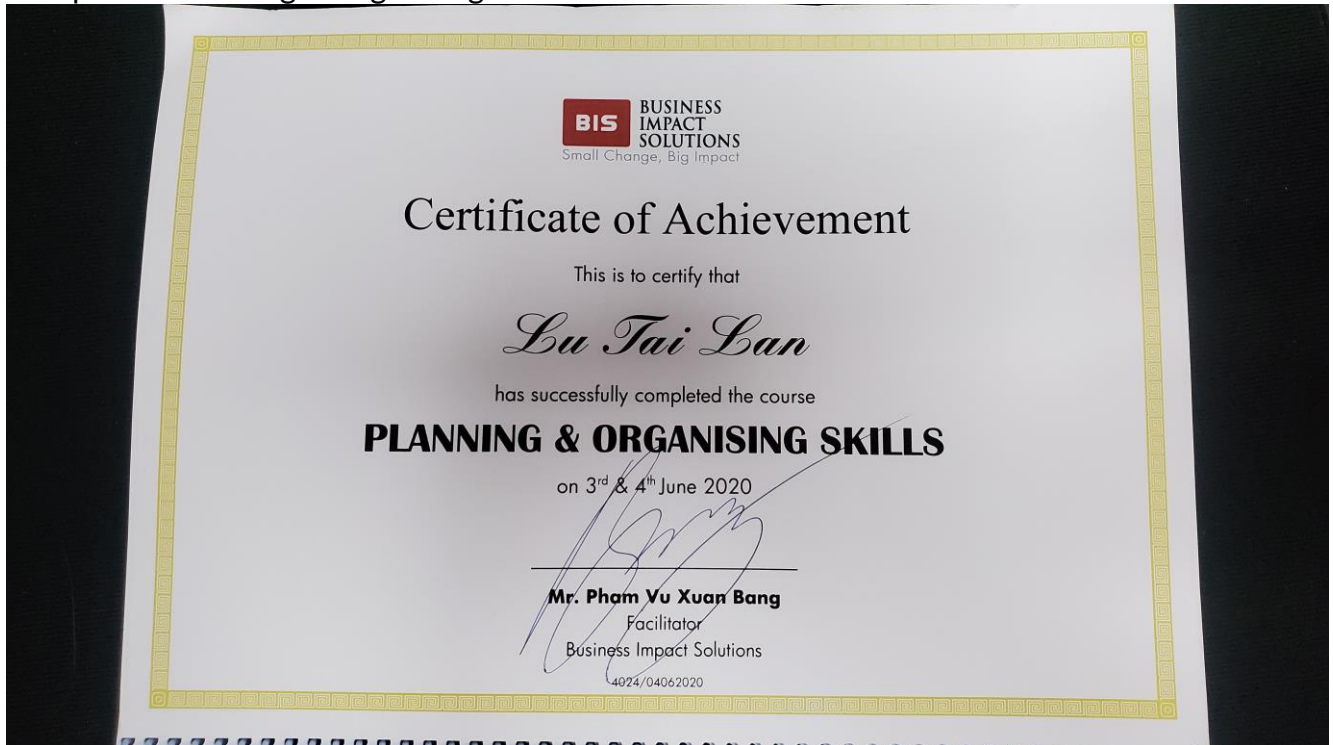 BIS
BUSINESS
IMPACT
SOLUTIONS
Small Change, Big Impact
Certificate of Achievement
This is to certify that
Lu Tai Lan
has successfully completed the course
PLANNING & ORGANISING SKILLS
on 3rd & 4th June 2020
Mr. Pham Vu Xuan Bang
Facilitator
Business Impact Solutions
4024/04062020